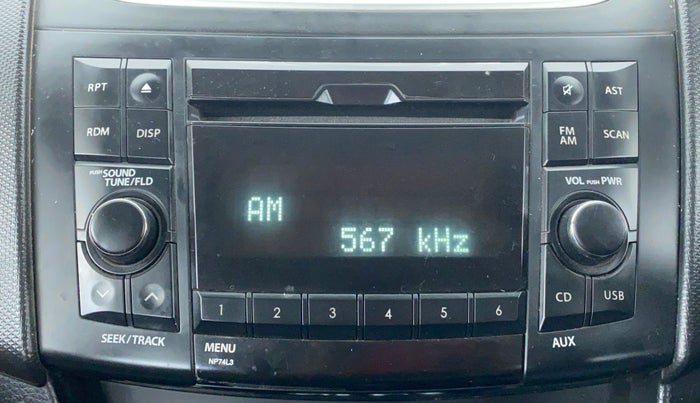 RPT
RDM DISP
PUSH SOUND
TUNE/FLD
SEEK/TRACK
AM
567 kHz
1 2 3 4 5 6
MENU
NP74L3
AST
FM
AM
SCAN
VOL PUSH PWR
CD USB
AUX